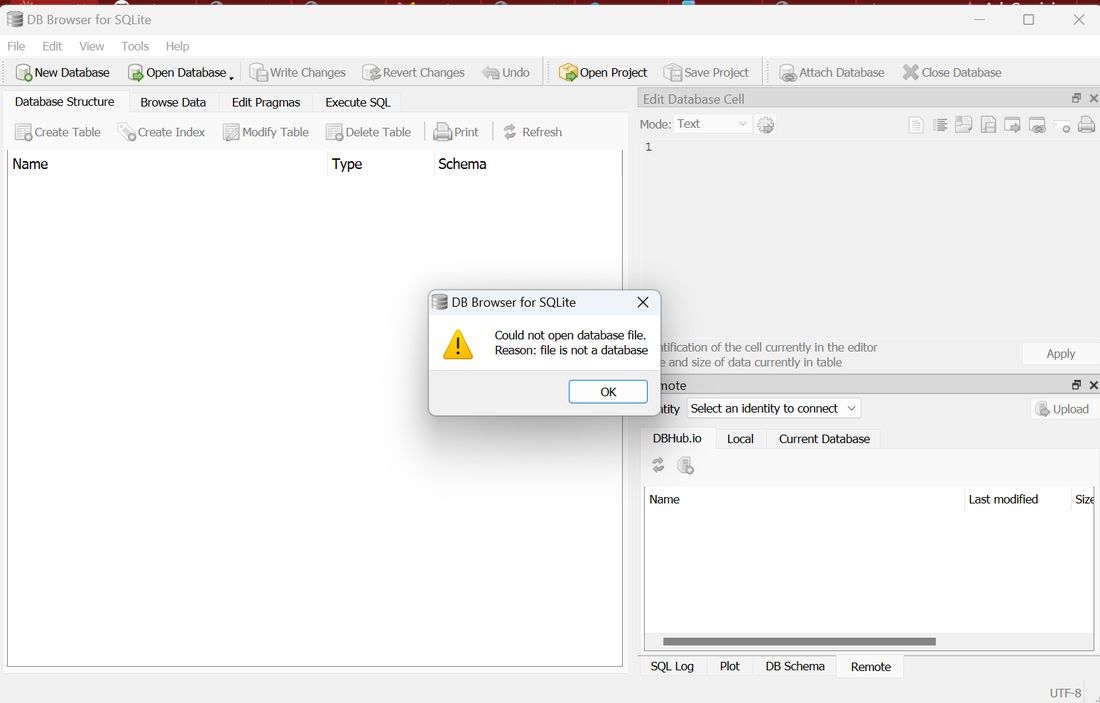 DB Browser for SQLite
File Edit View Tools Help
New Database Open Database Write Changes Revert Changes Undo Open Project Save Project Attach Database Close Database
Database Structure Browse Data Edit Pragmas Execute SQL
Create Table Create Index Modify Table Delete Table Print Refresh
Name Type Schema
Edit Database Cell
Mode: Text
1
DB Browser for SQLite
Could not open database file.
Reason: file is not a database
OK
cell currently in the editor
and size of data currently in table
Apply
Select an identity to connect Upload
DBHub.io Local Current Database
Name Last modified Size
SQL Log Plot DB Schema Remote
UTF-8